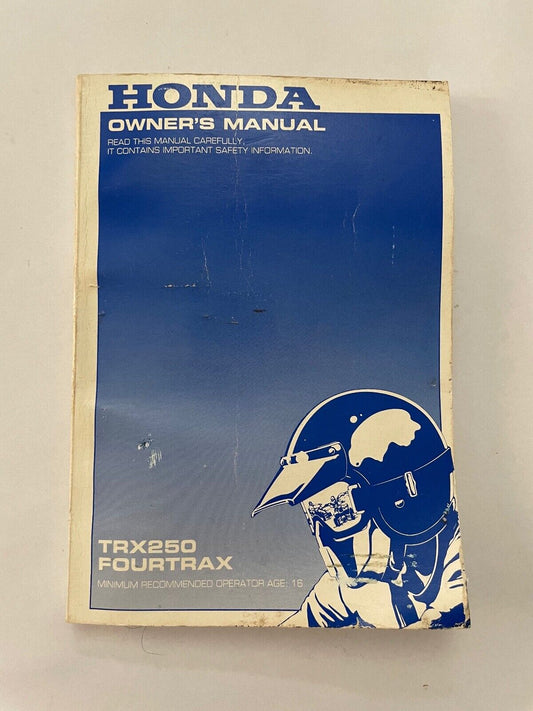 HONDA
OWNER'S MANUAL
READ THIS MANUAL CAREFULLY.
IT CONTAINS IMPORTANT SAFETY INFORMATION.
TRX250
FOURTRAX
MINIMUM RECOMMENDED OPERATOR AGE: 16